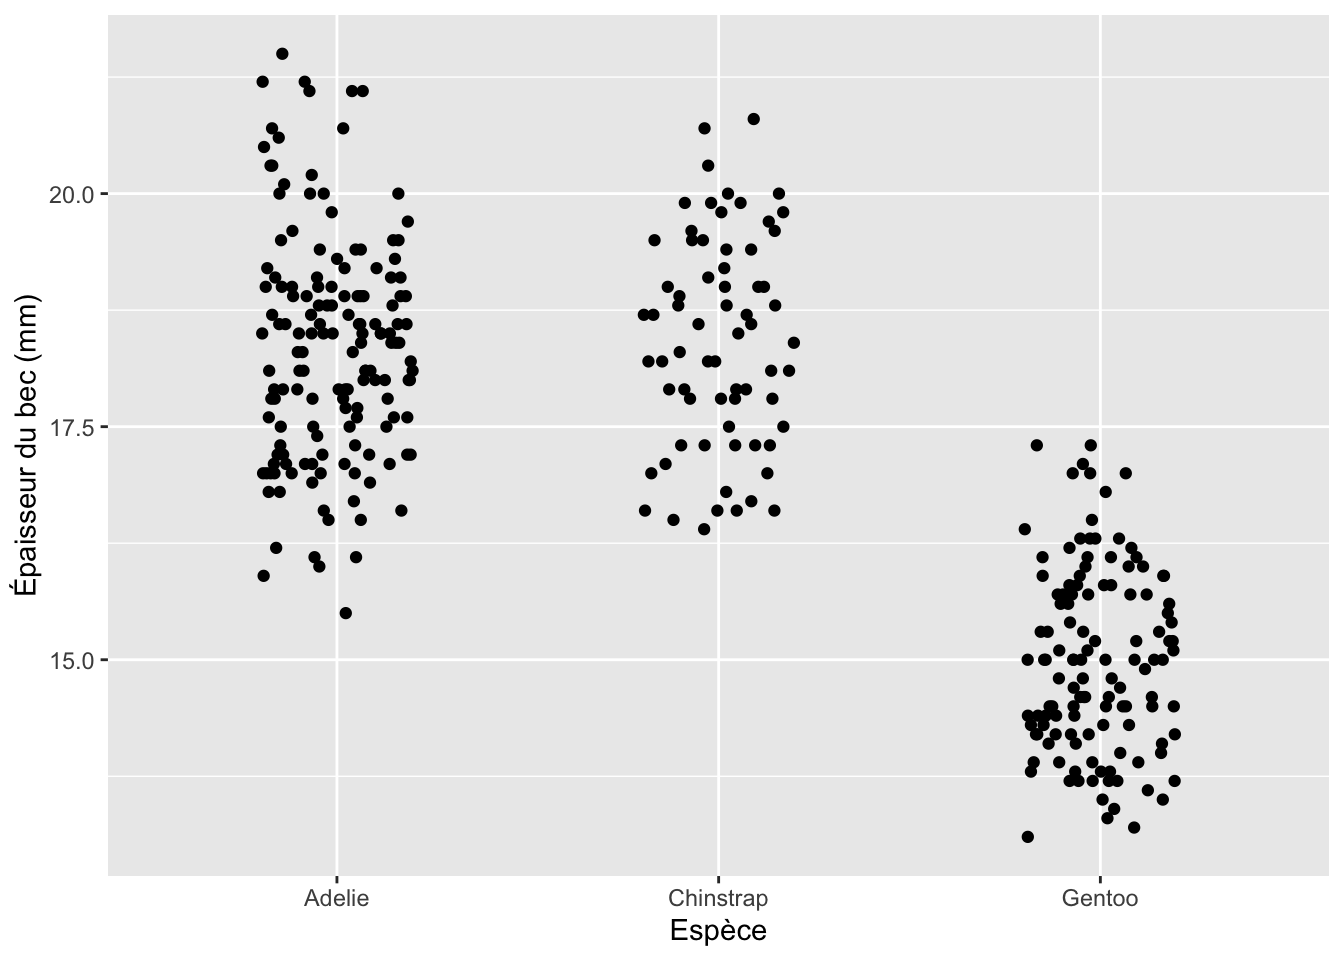 Épaisseur du bec (mm)
20.0
17.5
15.0
Adelie
Chinstrap
Gentoo
Espèce